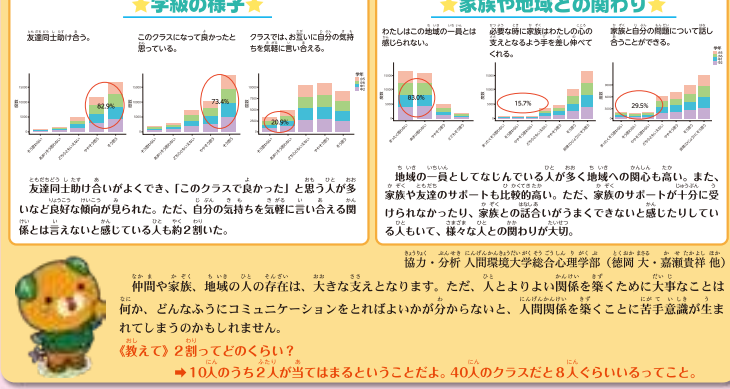 学級の様子
家族や地域との関わり
友達同士助け合う。
このクラスになって良かったと
思っている。
クラスでは、お互いに自分の気持
ちを気軽に言い合える。
わたしはこの地域の一員とは
感じられない。
必要な時に家族はわたしの心の
支えとなるよう手を差し伸べて
くれる。
家族と自分の問題について話し
合うことができる。
82.9%
73.4%
20.9%
83.0%
15.7%
29.5%
友達同士助け合いがよくでき、「このクラスで良かった」と思う人が多
いなど良好な傾向が見られた。ただ、自分の気持ちを気軽に言い合える関
係とは言えないと感じている人も約２割いた。
地域の一員としてなじんでいる人が多く地域への関心も高い。また、
家族や友達のサポートも比較的高い。ただ、家族のサポートが十分に受
けられなかったり、家族との話合いがうまくできないと感じたりしてい
る人もいて、様々な人との関わりが大切。
協力・分析 人間環境大学総合心理学部（徳岡 大・嘉瀬貴祥 他）
仲間や家族、地域の人の存在は、大きな支えとなります。ただ、人とよりよい関係を築くために大事なことは
何か、どんなふうにコミュニケーションをとればよいかが分からないと、人間関係を築くことに苦手意識が生ま
れてしまうのかもしれません。
《教えて》２割ってどのくらい？
➡10人のうち２人が当てはまるということだよ。40人のクラスだと８人ぐらいいるってこと。